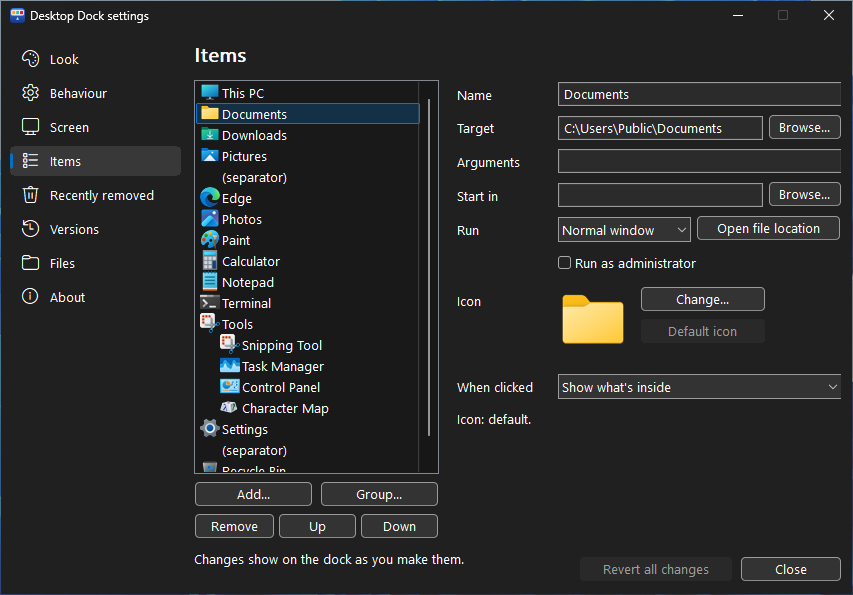 Desktop Dock settings
Look
Behaviour
Screen
Items
Recently removed
Versions
Files
About
Items
This PC
Documents
Downloads
Pictures
(separator)
Edge
Photos
Paint
Calculator
Notepad
Terminal
Tools
Snipping Tool
Task Manager
Control Panel
Character Map
Settings
(separator)
Recycle Bin
Add...
Group...
Remove
Up
Down
Changes show on the dock as you make them.
Name
Documents
Target
C:\Users\Public\Documents
Browse...
Arguments
Start in
Browse...
Run
Normal window
Open file location
Run as administrator
Icon
Change...
Default icon
When clicked
Show what's inside
Icon: default.
Revert all changes
Close